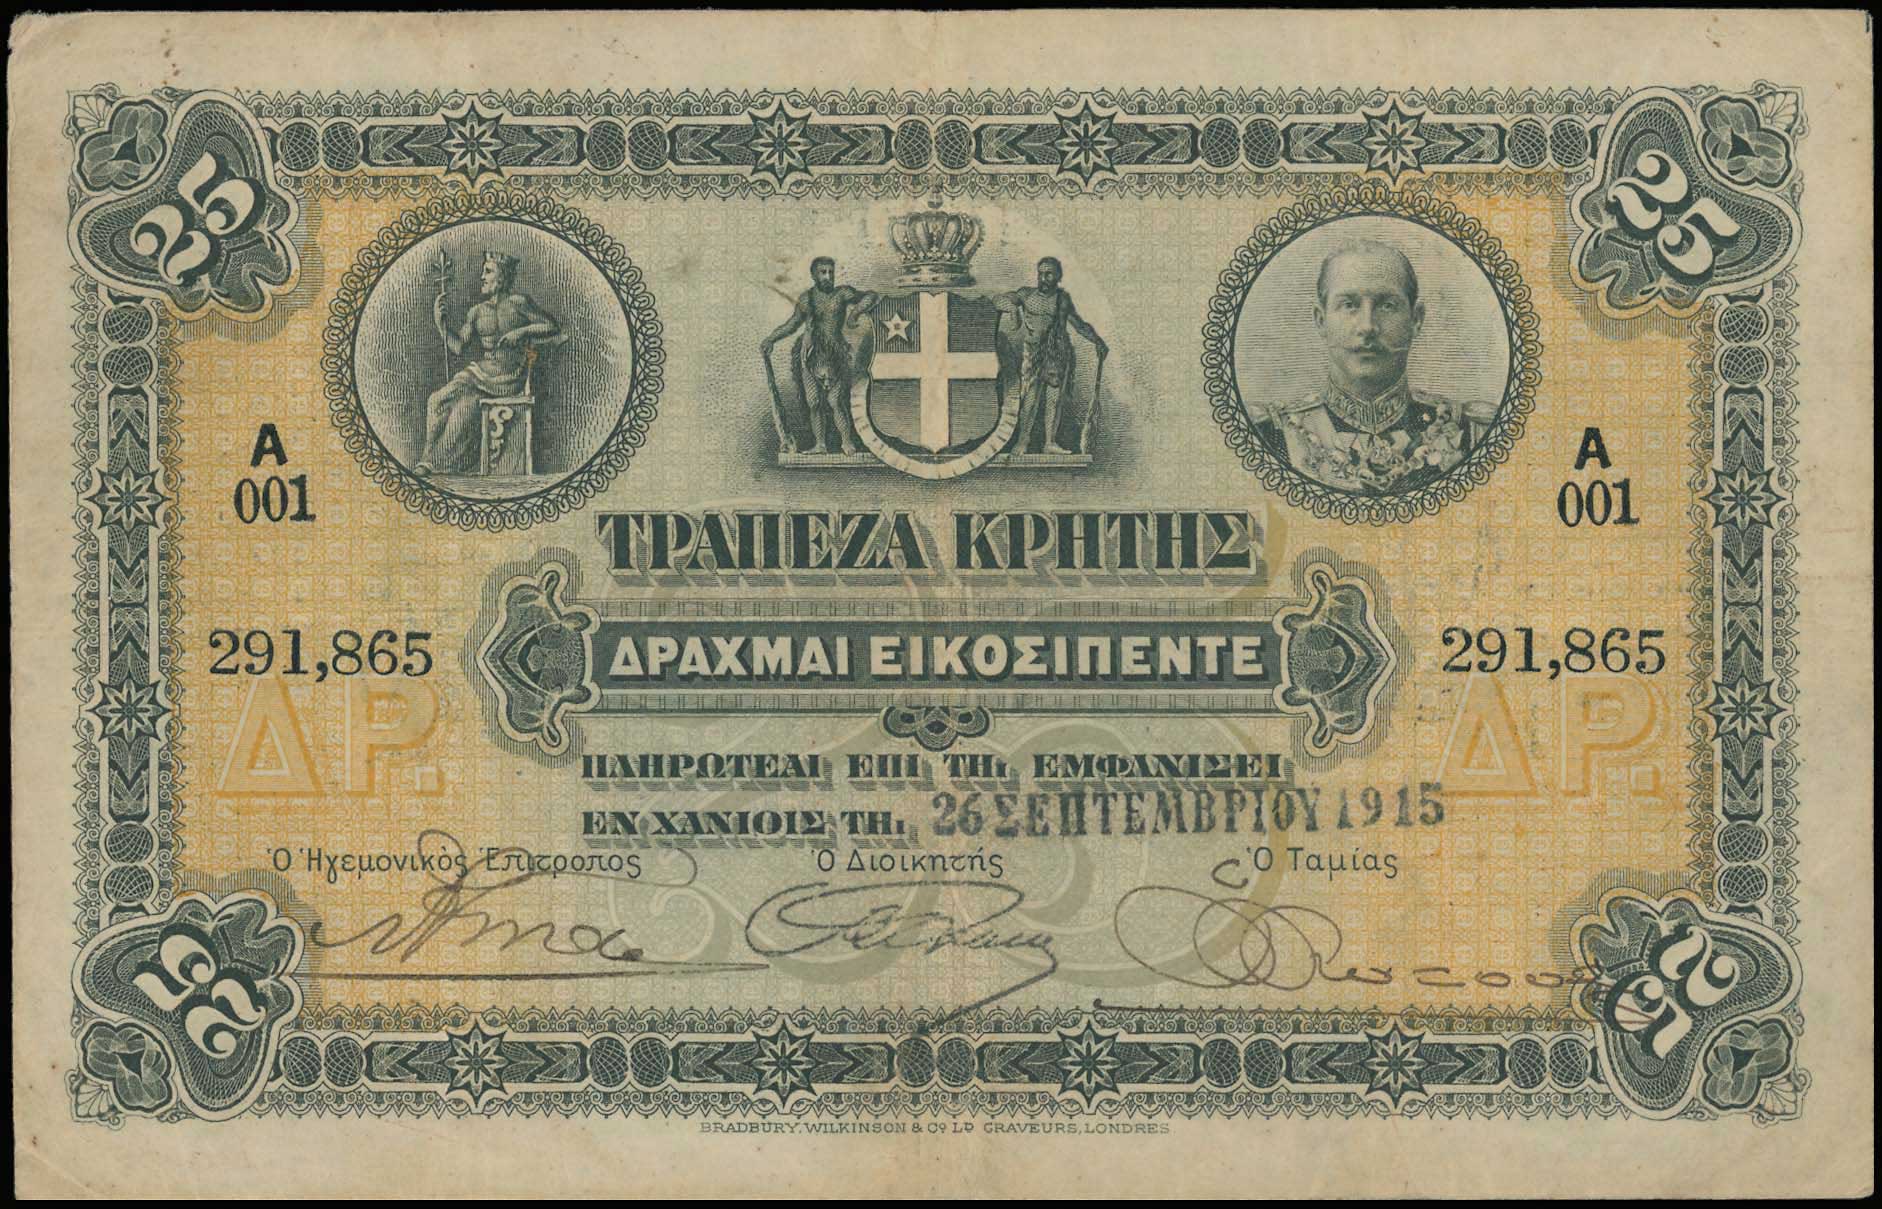 25
25
A
001
A
001
ΤΡΑΠΕΖΑ ΚΡΗΤΗΣ
ΔΡΑΧΜΑΙ ΕΙΚΟΣΙΠΕΝΤΕ
291,865
291,865
ΔΡ.
ΔΡ.
ΠΛΗΡΩΤΕΑΙ ΕΠΙ ΤΗι ΕΜΦΑΝΙΣΕΙ
ΕΝ ΧΑΝΙΟΙΣ ΤΗι 26 ΣΕΠΤΕΜΒΡΙΟΥ 1915
Ὁ Ἡγεμονικὸς Ἐπίτροπος
Ὁ Διοικητής
Ὁ Ταμίας
25
25
BRADBURY, WILKINSON & Cº Lᴰ GRAVEURS, LONDRES